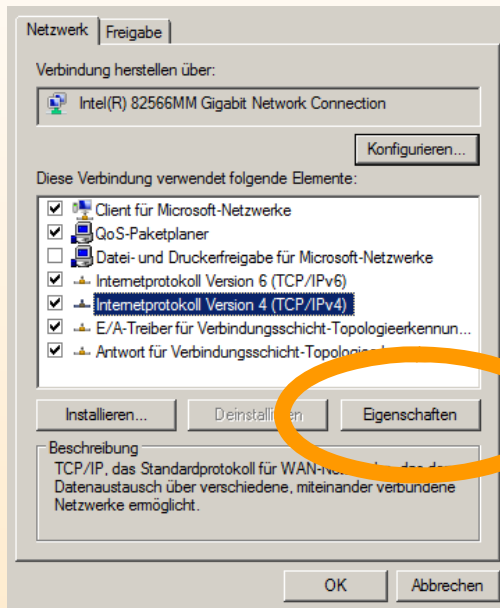 Netzwerk Freigabe
Verbindung herstellen über:
Intel(R) 82566MM Gigabit Network Connection
Konfigurieren...
Diese Verbindung verwendet folgende Elemente:
Client für Microsoft-Netzwerke
QoS-Paketplaner
Datei- und Druckerfreigabe für Microsoft-Netzwerke
Internetprotokoll Version 6 (TCP/IPv6)
Internetprotokoll Version 4 (TCP/IPv4)
E/A-Treiber für Verbindungsschicht-Topologieerkennun...
Antwort für Verbindungsschicht-
Installieren... Deinstallieren Eigenschaften
Beschreibung
TCP/IP, das Standardprotokoll für
Datenaustausch über verschiedene, miteinander verbundene
Netzwerke ermöglicht.
OK Abbrechen